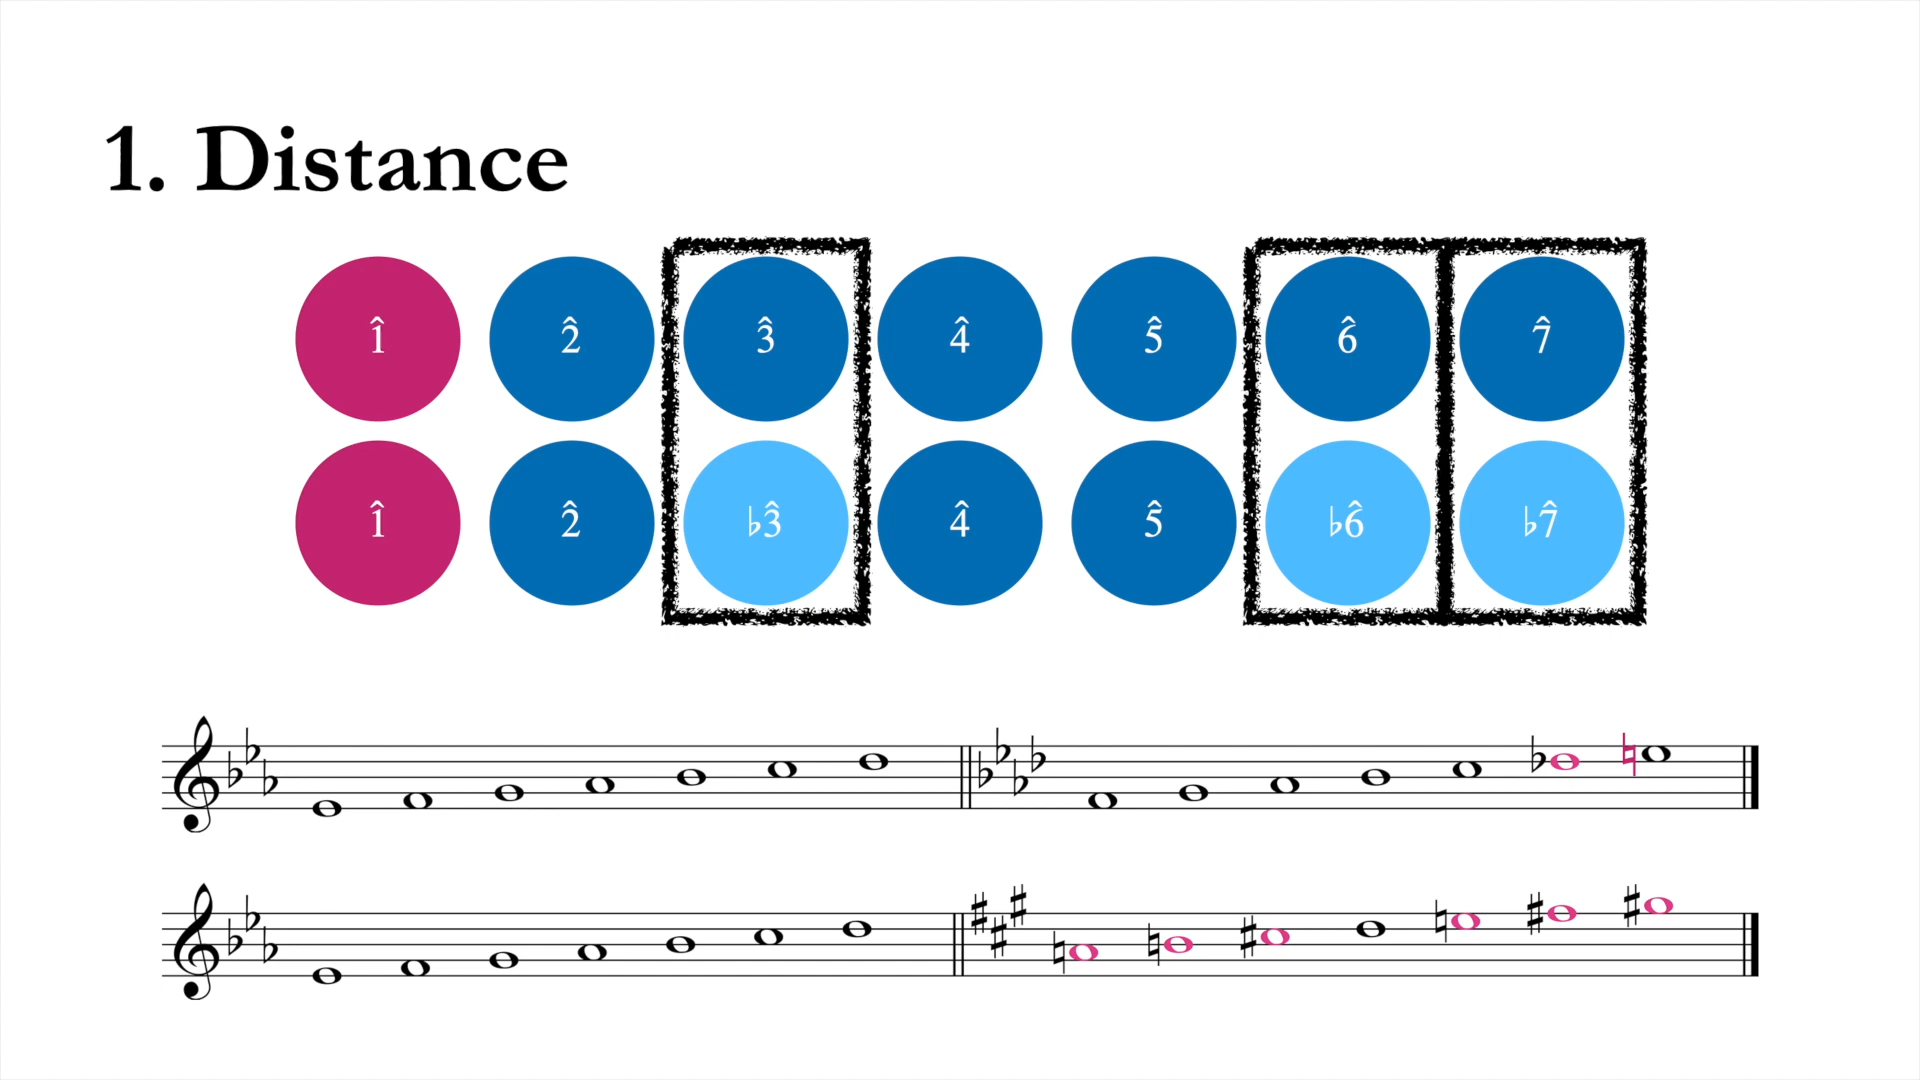 1. Distance
1̂ 2̂ 3̂ 4̂ 5̂ 6̂ 7̂
1̂ 2̂ ♭3̂ 4̂ 5̂ ♭6̂ ♭7̂